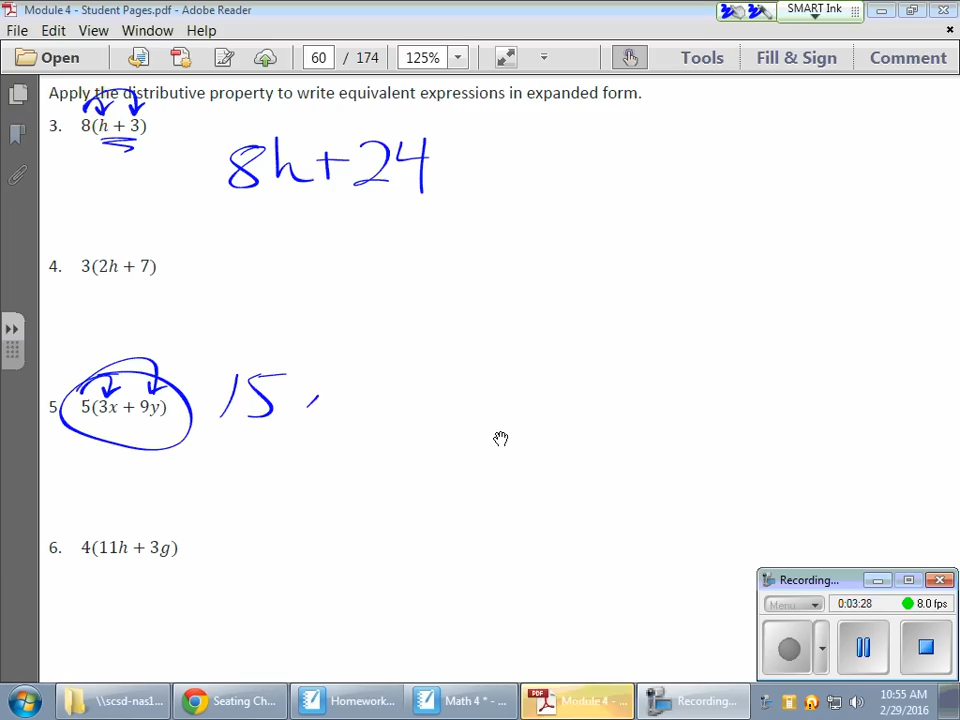 Module 4 - Student Pages.pdf - Adobe Reader
SMART Ink
File Edit View Window Help
Open 60 / 174 125% Tools Fill & Sign Comment
Apply the distributive property to write equivalent expressions in expanded form.
3. 8(h + 3)
8h+24
4. 3(2h + 7)
5 5(3x + 9y) 15
6. 4(11h + 3g)
Recording...
Menu 0:03:28 8.0 fps
\\scsd-nas1... Seating Ch... Homework... Math 4 * - ... Module 4 - ... Recording...
10:55 AM
2/29/2016